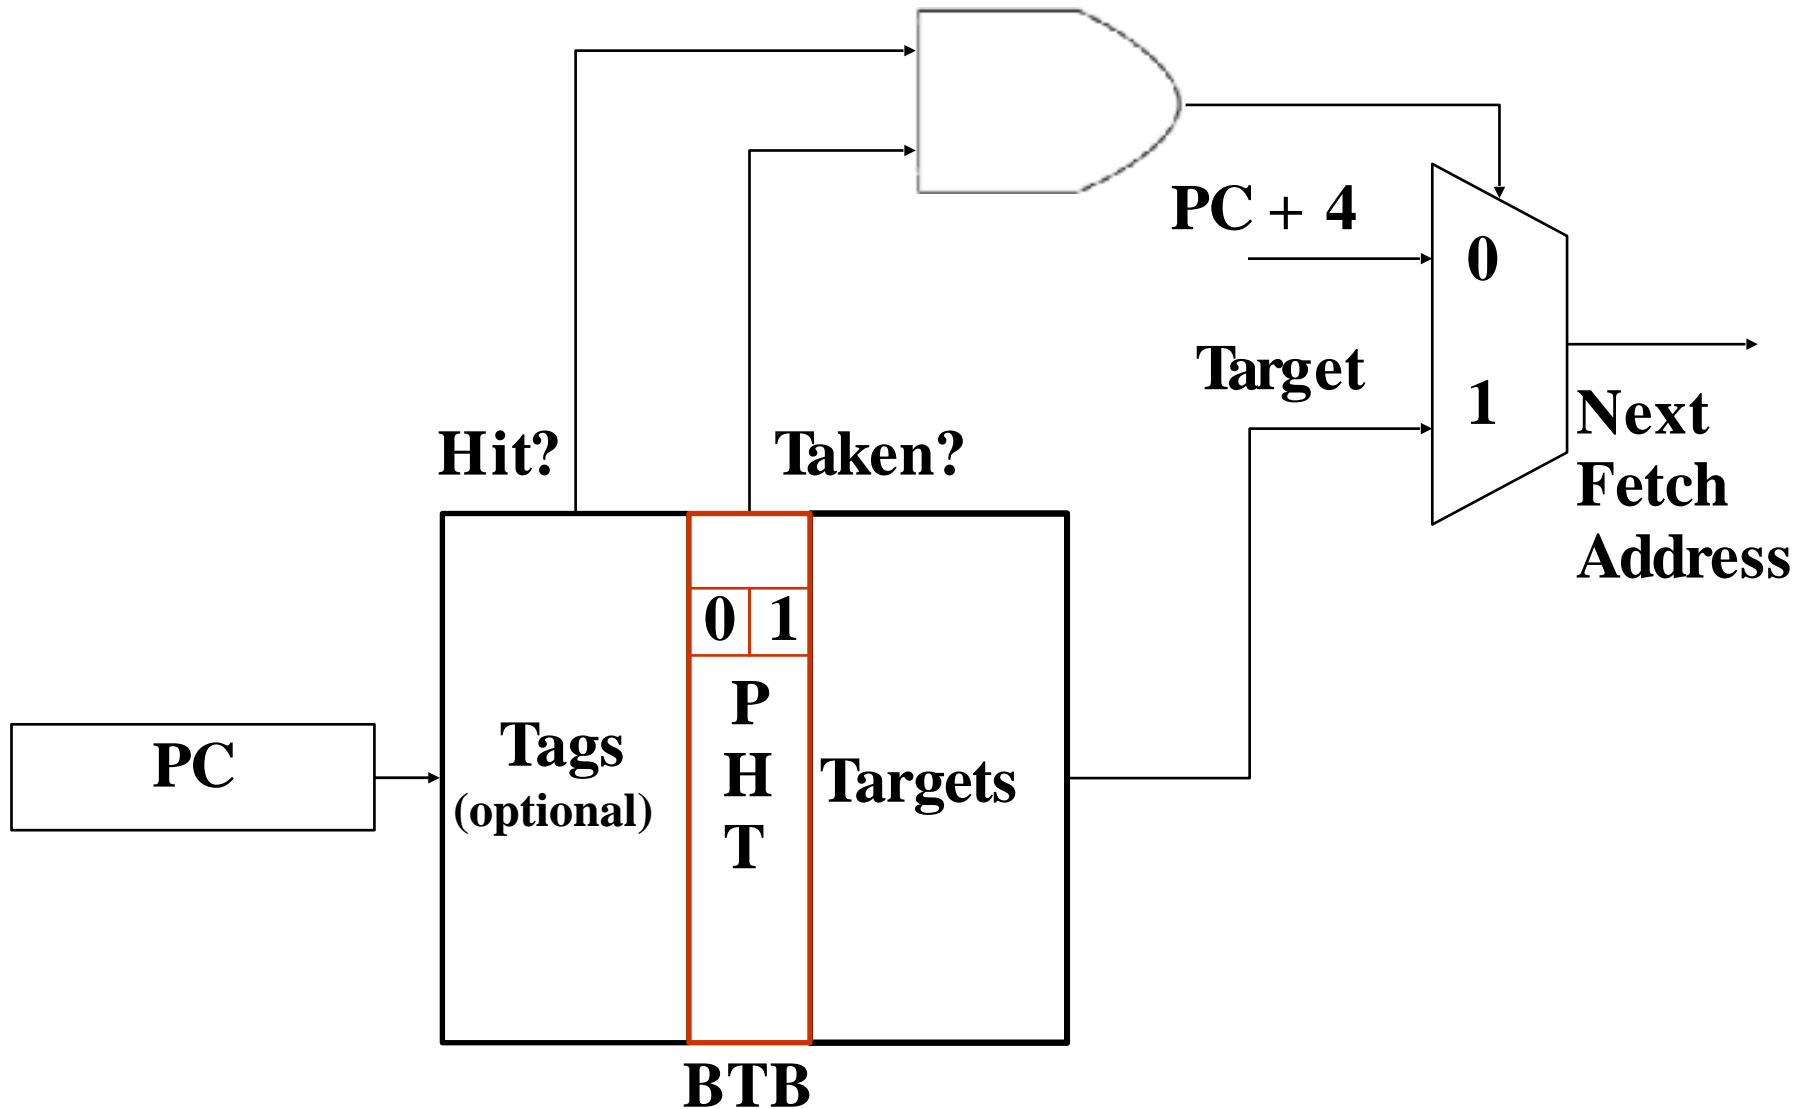 PC + 4
0
Target
1
Next
Fetch
Address
Hit?
Taken?
0 1
P
H
T
Tags
(optional)
Targets
PC
BTB